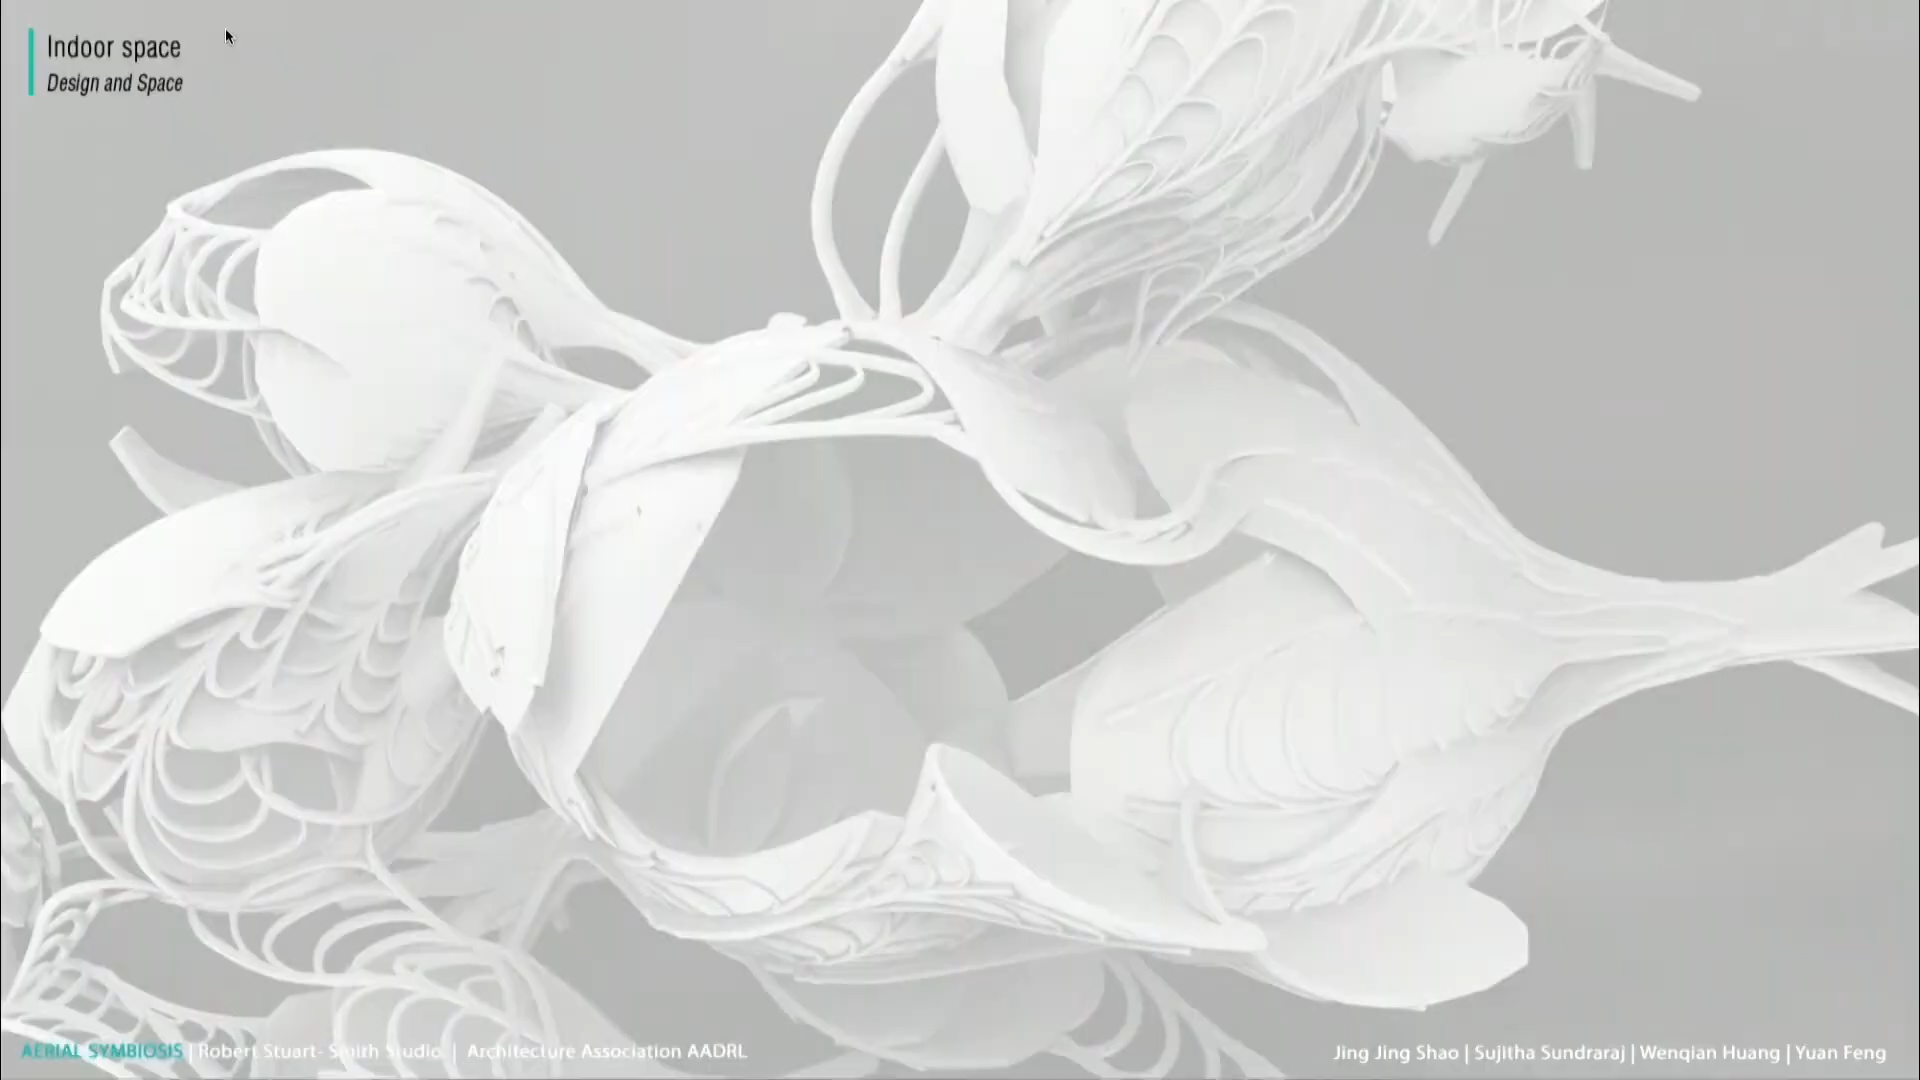 Indoor space
Design and Space
AERIAL SYMBIOSIS | Robert Stuart- Smith Studio | Architecture Association AADRL
Jing Jing Shao | Sujitha Sundraraj | Wenqian Huang | Yuan Feng